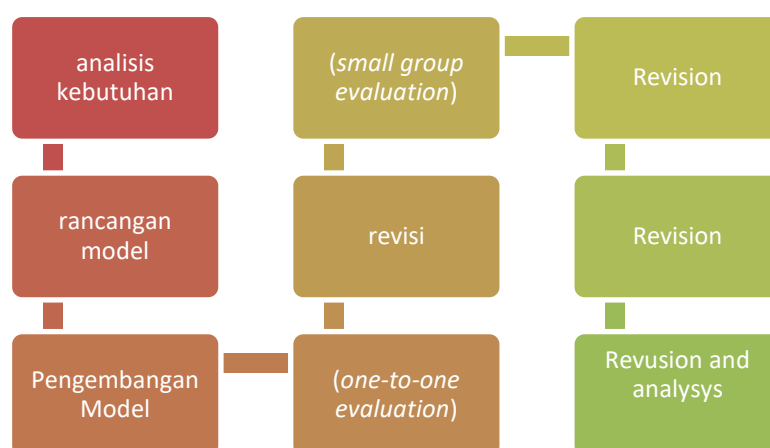 analisis
kebutuhan
rancangan
model
Pengembangan
Model
(one-to-one
evaluation)
revisi
(small group
evaluation)
Revision
Revision
Revusion and
analysys